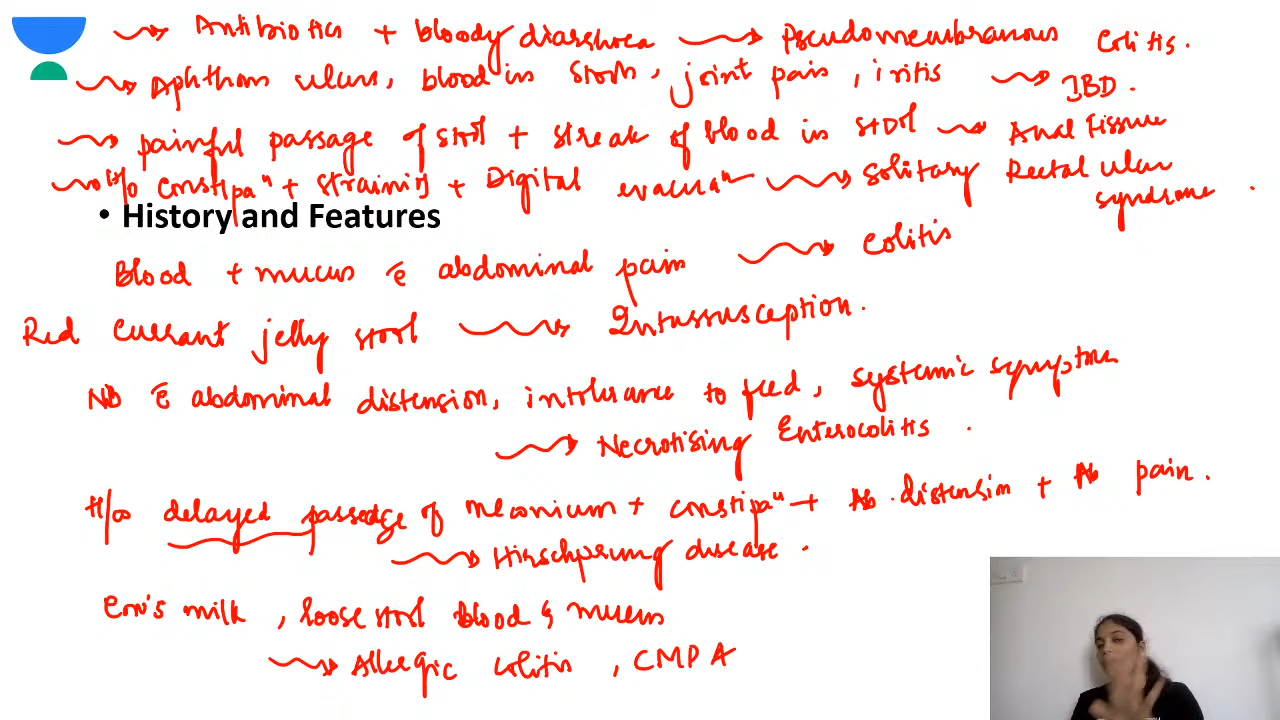 Antibiotics + bloody diarrhoea → Pseudomembranous colitis.
Aphthous ulcers, blood in stools, joint pain, iritis → IBD.
painful passage of stool + streak of blood in stool → Anal fissure
H/o constipaⁿ + straining + Digital evacuaⁿ → Solitary Rectal ulcer syndrome.
• History and Features
Blood + mucus c̄ abdominal pain → colitis
Red currant jelly stool → Intussusception.
NB c̄ abdominal distension, intolerance to feed, systemic symptoms
→ Necrotising Enterocolitis.
H/o delayed passage of meconium + constipaⁿ + Ab. distension + Ab pain.
→ Hirschprung disease.
Cow's milk, loose stool blood & mucus
→ Allergic colitis, CMPA